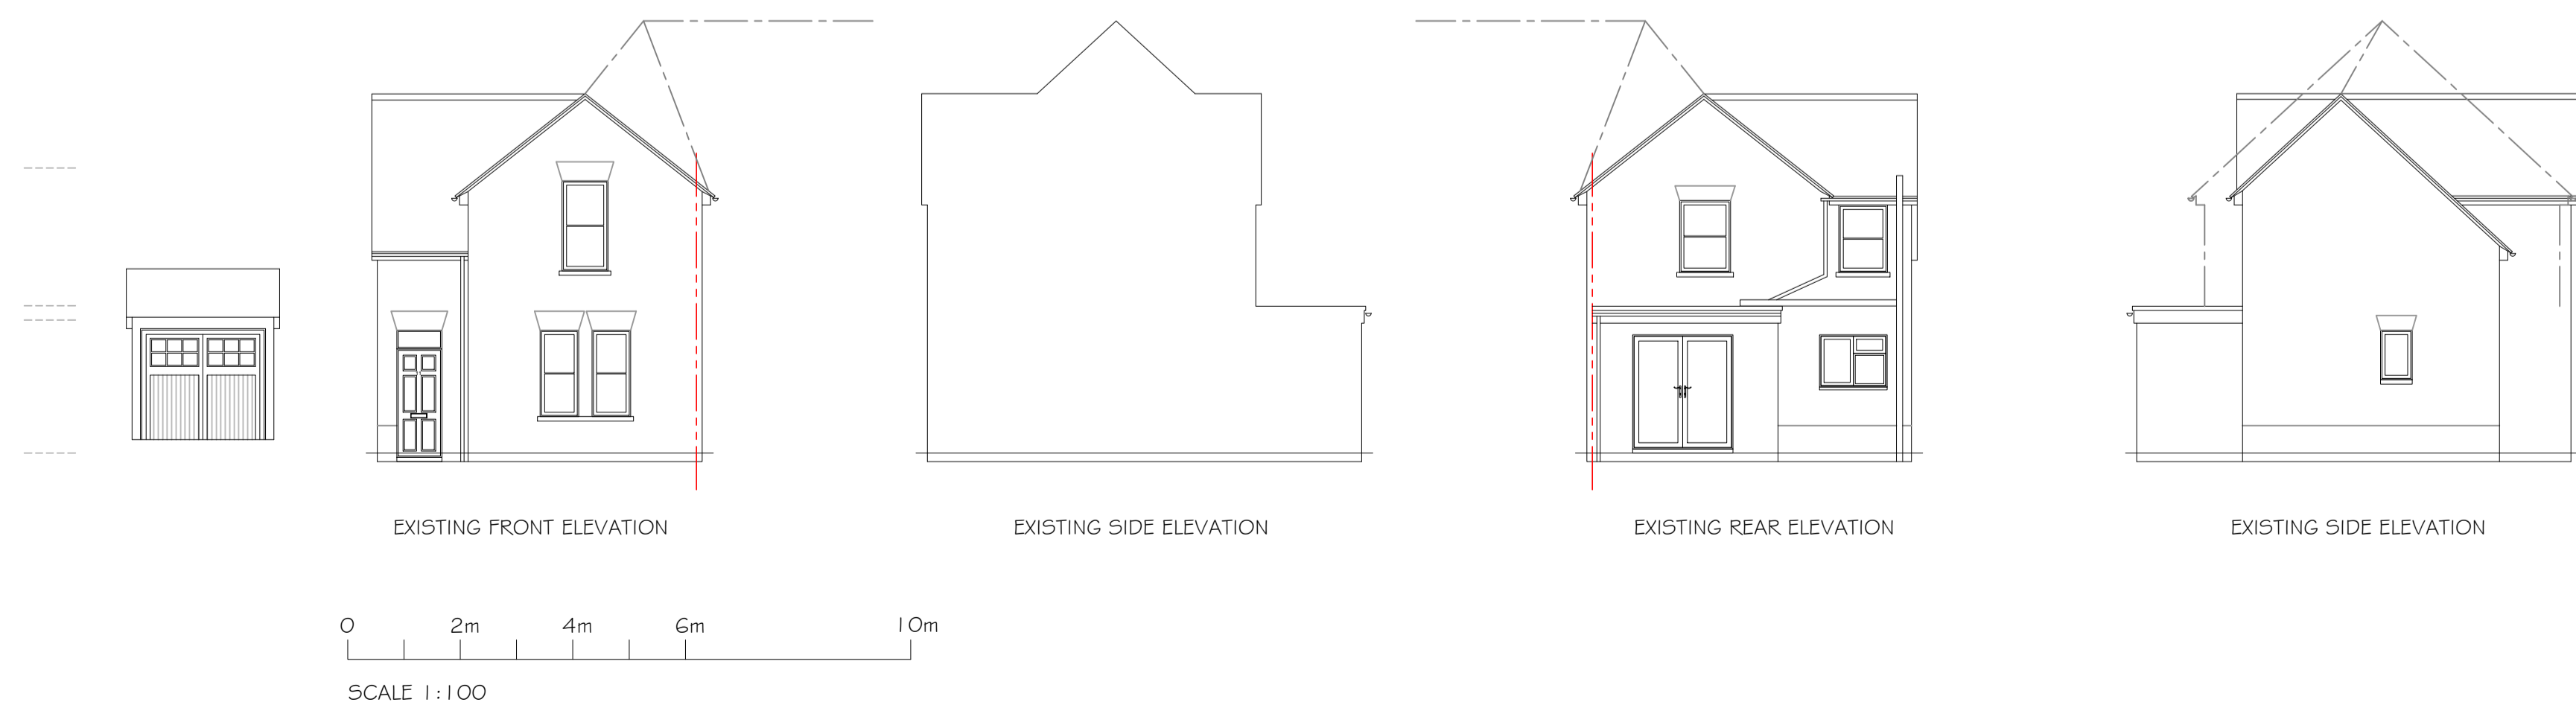 EXISTING FRONT ELEVATION
EXISTING SIDE ELEVATION
EXISTING REAR ELEVATION
EXISTING SIDE ELEVATION
0 2m 4m 6m 10m
SCALE 1:100